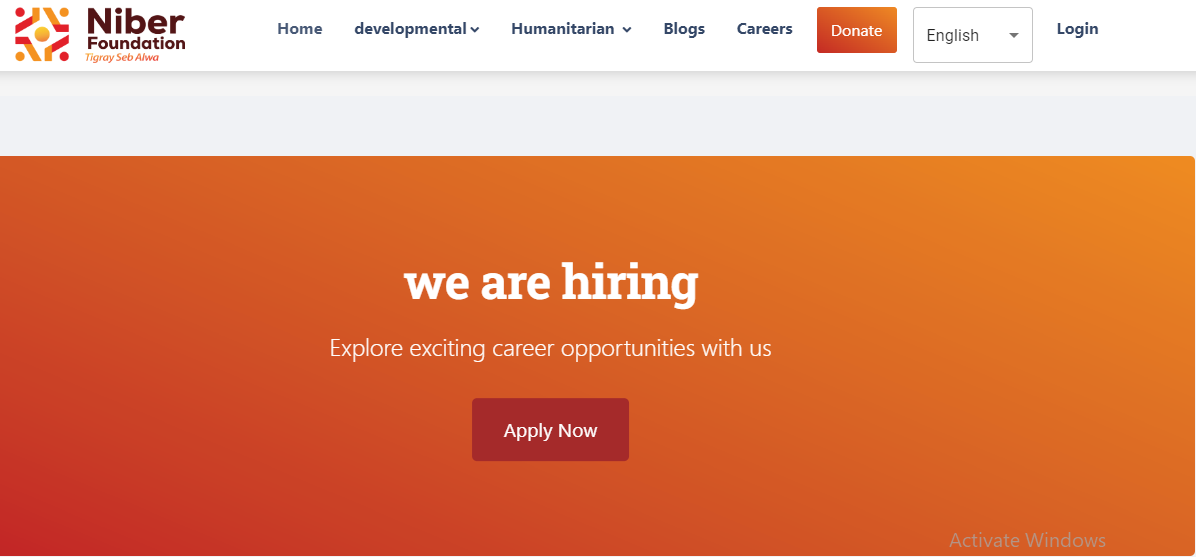 Niber
Foundation
Tigray Seb Alwa
Home developmental Humanitarian Blogs Careers Donate English Login
we are hiring
Explore exciting career opportunities with us
Apply Now
Activate Windows